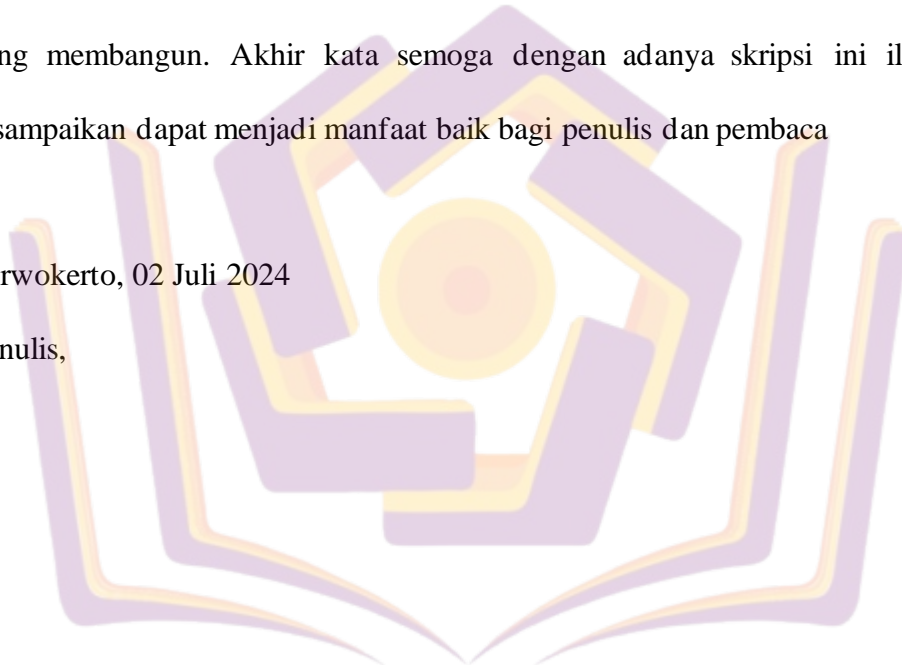 ng membangun. Akhir kata semoga dengan adanya skripsi ini il
sampaikan dapat menjadi manfaat baik bagi penulis dan pembaca
rwokerto, 02 Juli 2024
nulis,